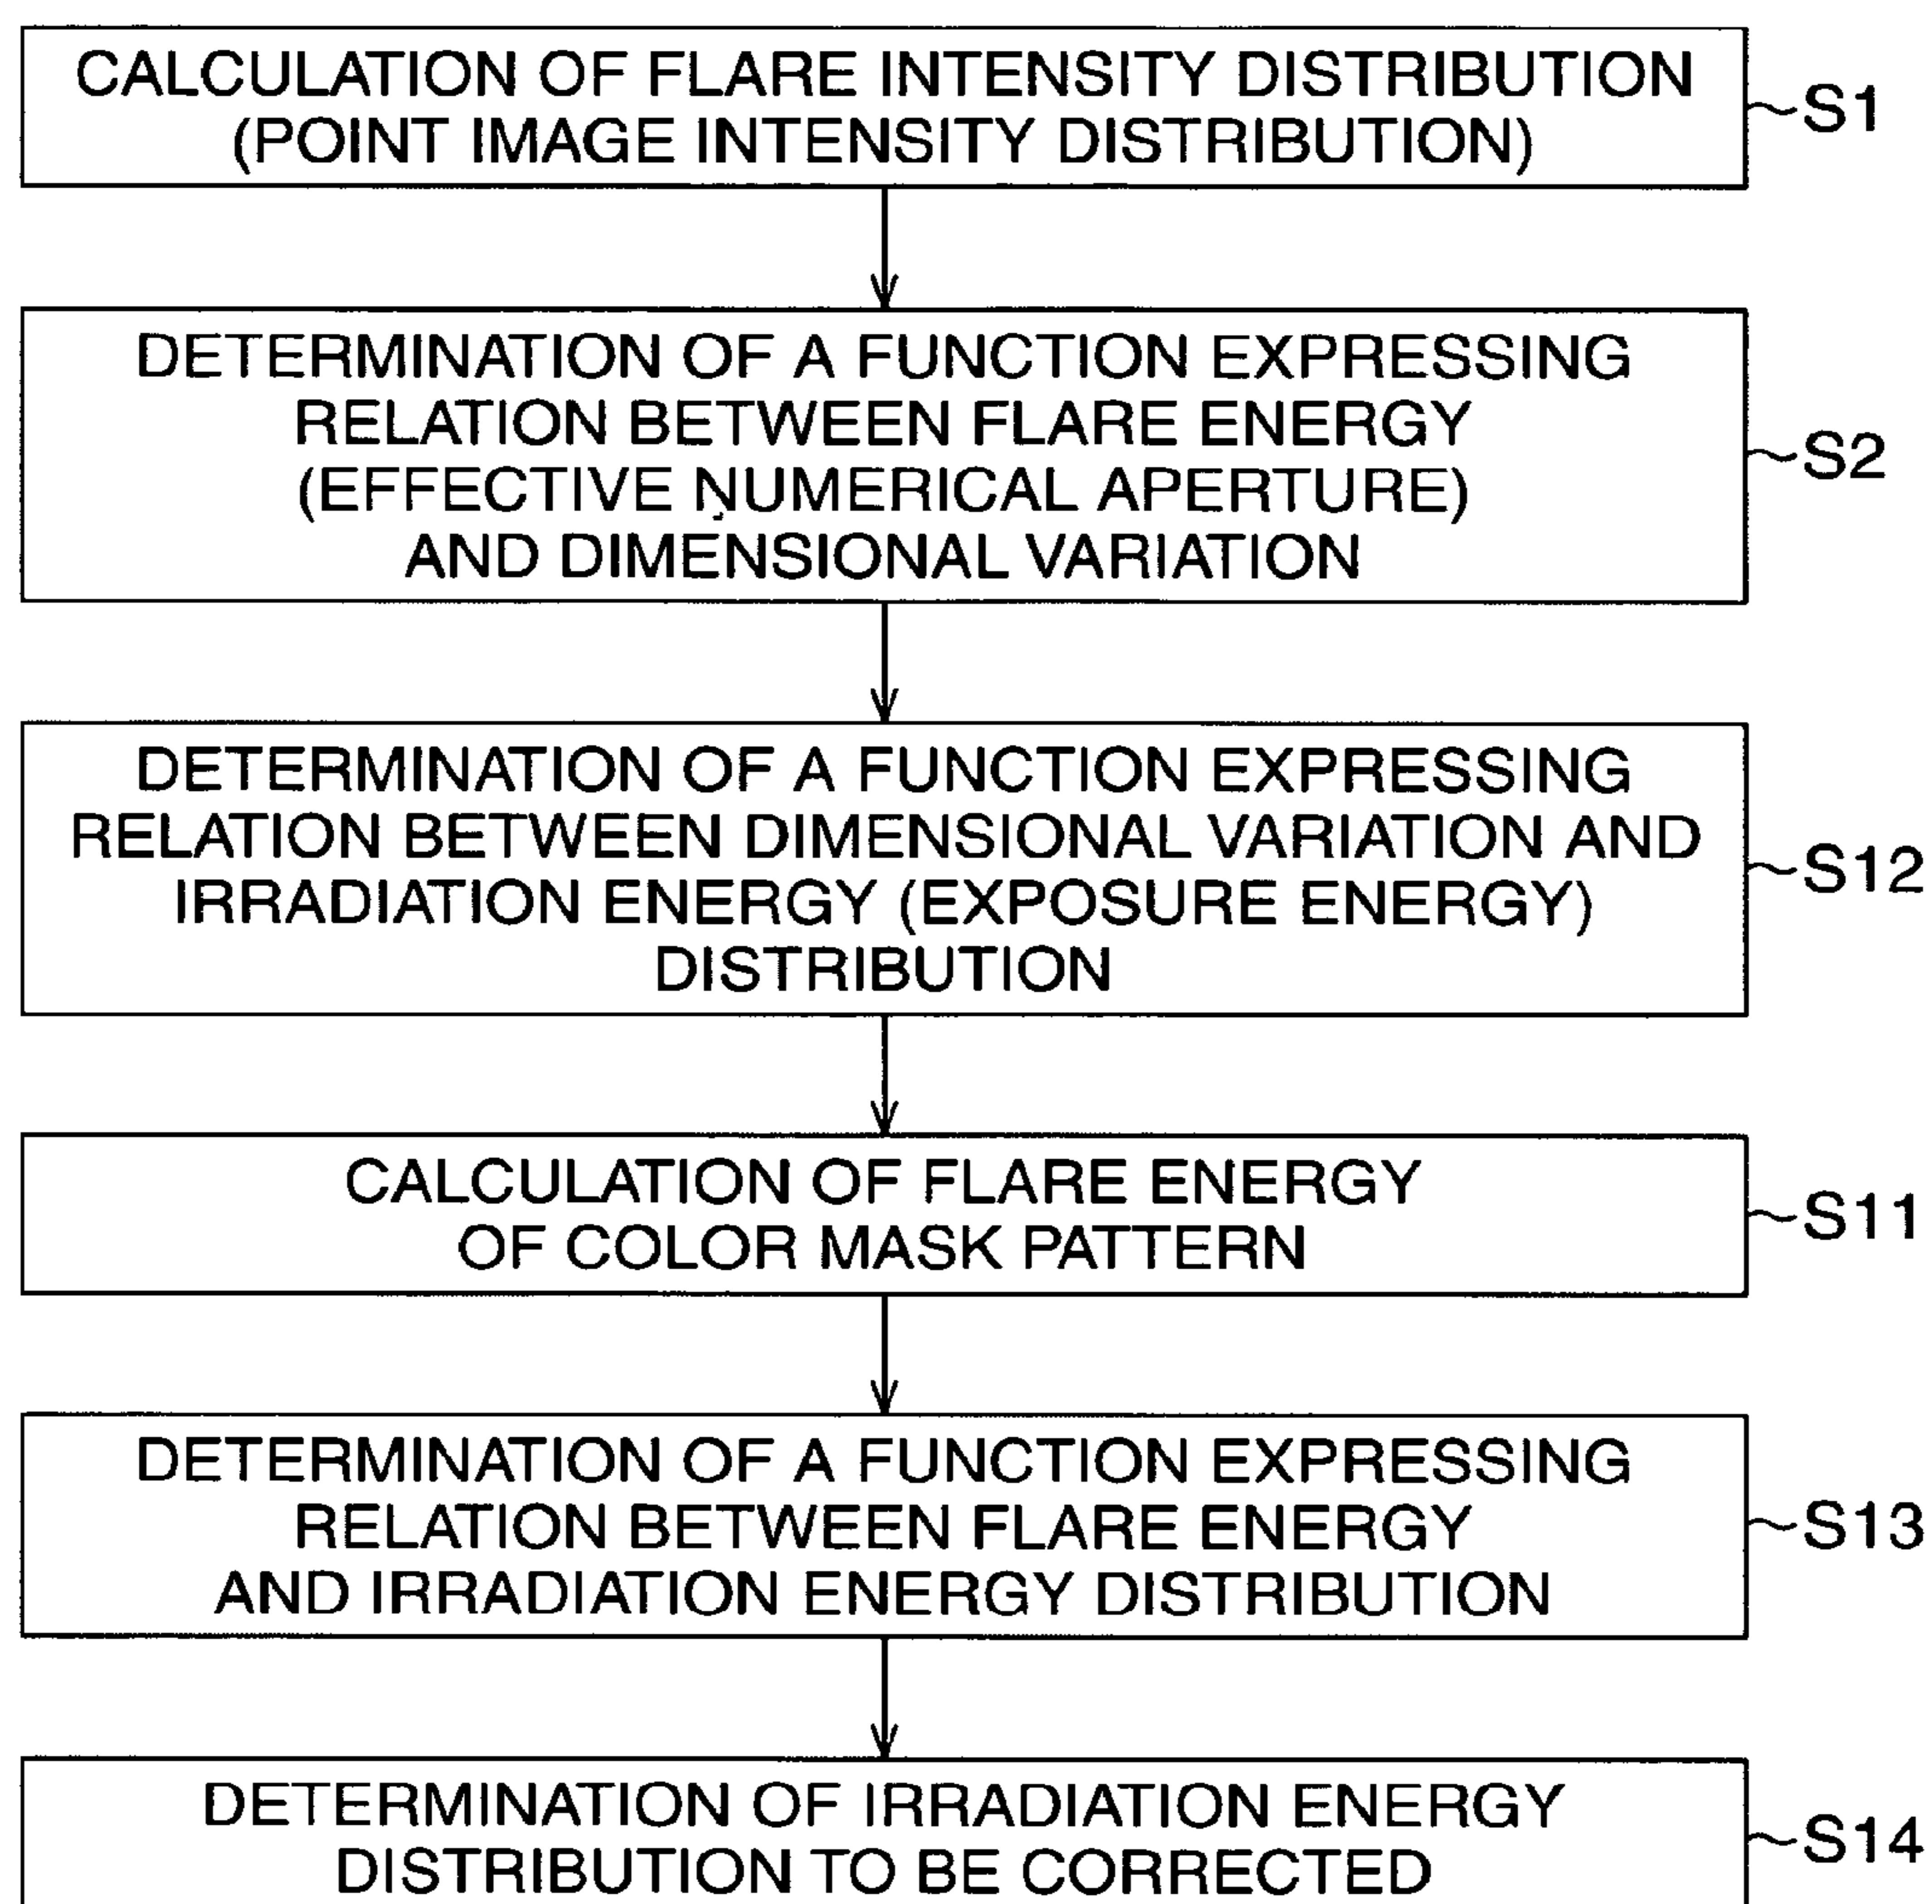 CALCULATION OF FLARE INTENSITY DISTRIBUTION
(POINT IMAGE INTENSITY DISTRIBUTION)
S1
DETERMINATION OF A FUNCTION EXPRESSING
RELATION BETWEEN FLARE ENERGY
(EFFECTIVE NUMERICAL APERTURE)
AND DIMENSIONAL VARIATION
S2
DETERMINATION OF A FUNCTION EXPRESSING
RELATION BETWEEN DIMENSIONAL VARIATION AND
IRRADIATION ENERGY (EXPOSURE ENERGY)
DISTRIBUTION
S12
CALCULATION OF FLARE ENERGY
OF COLOR MASK PATTERN
S11
DETERMINATION OF A FUNCTION EXPRESSING
RELATION BETWEEN FLARE ENERGY
AND IRRADIATION ENERGY DISTRIBUTION
S13
DETERMINATION OF IRRADIATION ENERGY
DISTRIBUTION TO BE CORRECTED
S14